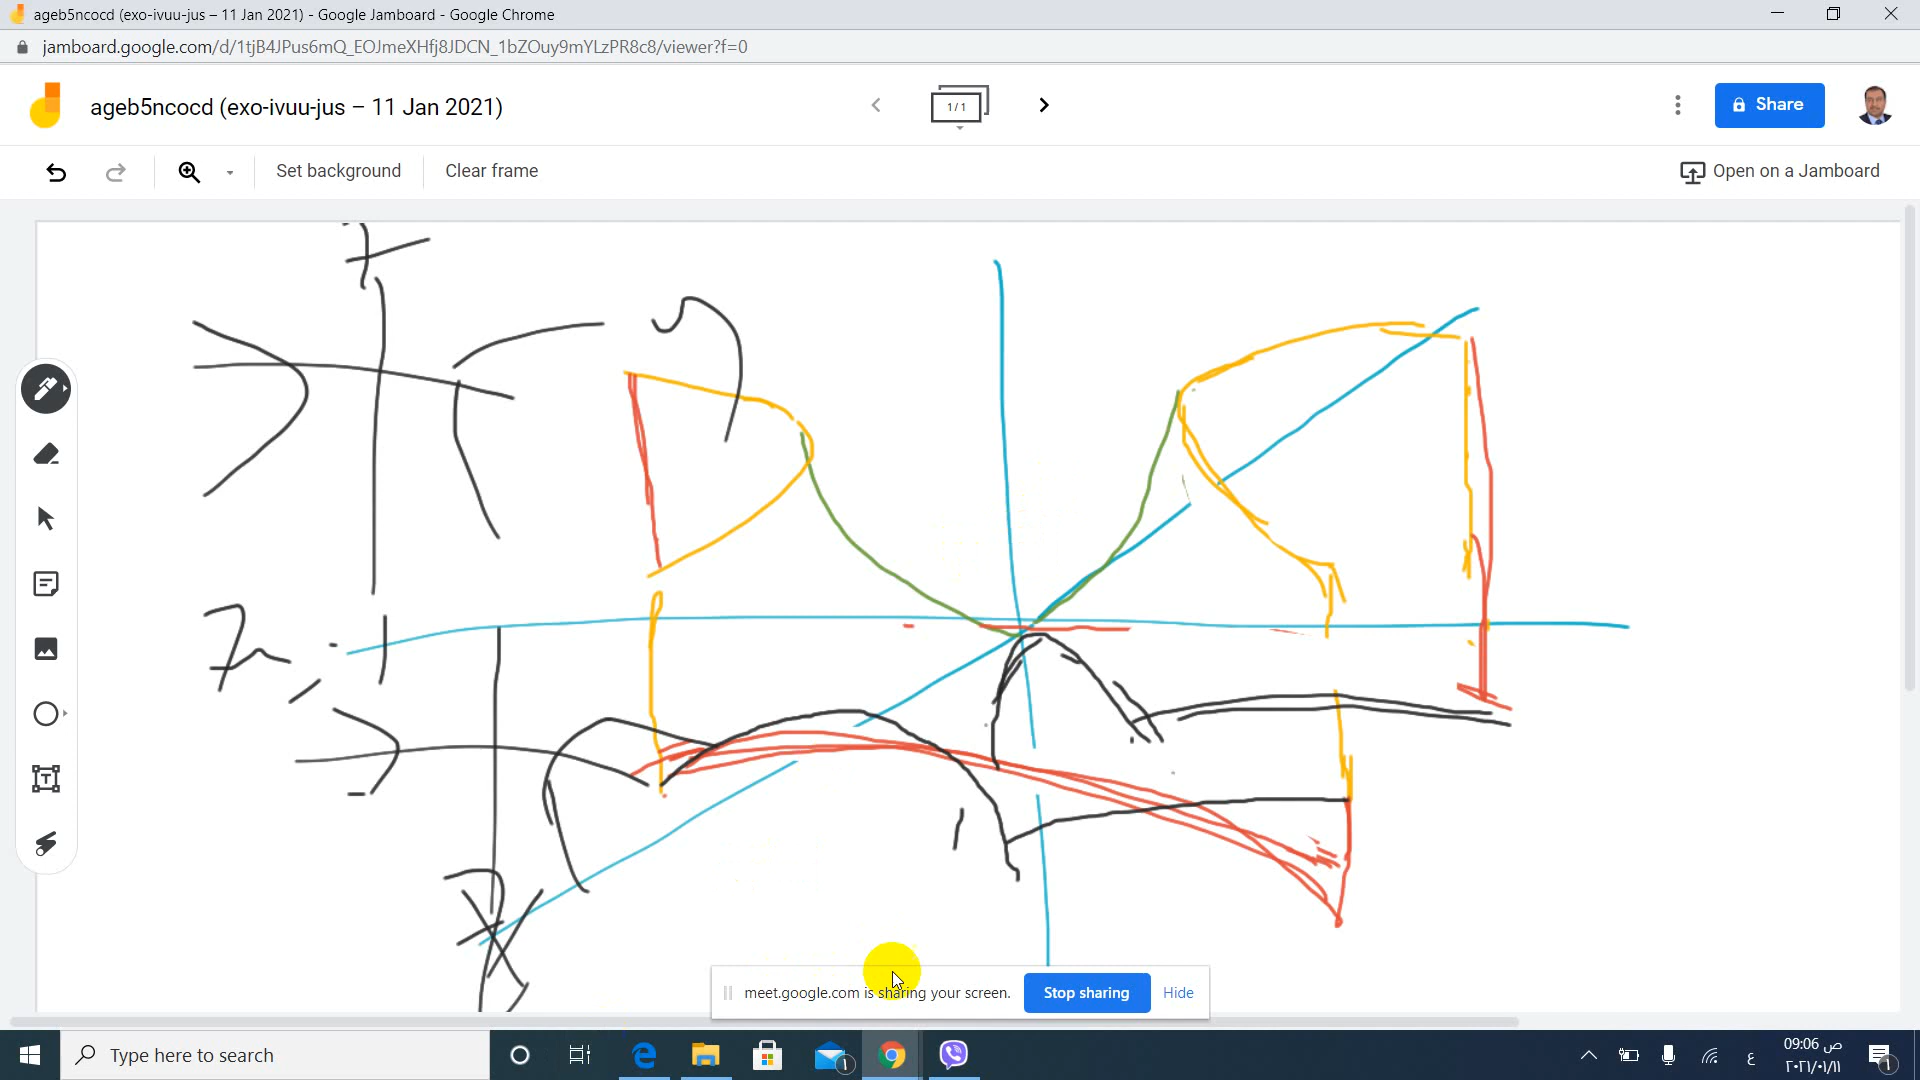 ageb5ncocd (exo-ivuu-jus – 11 Jan 2021) - Google Jamboard - Google Chrome
jamboard.google.com/d/1tjB4JPus6mQ_EOJmeXHfj8JDCN_1bZOuy9mYLzPR8c8/viewer?f=0
ageb5ncocd (exo-ivuu-jus – 11 Jan 2021)
1/1
Share
Set background
Clear frame
Open on a Jamboard
meet.google.com is sharing your screen.
Stop sharing
Hide
Type here to search
١
ع
09:06 ص
٢٠٢١/٠١/١١
١